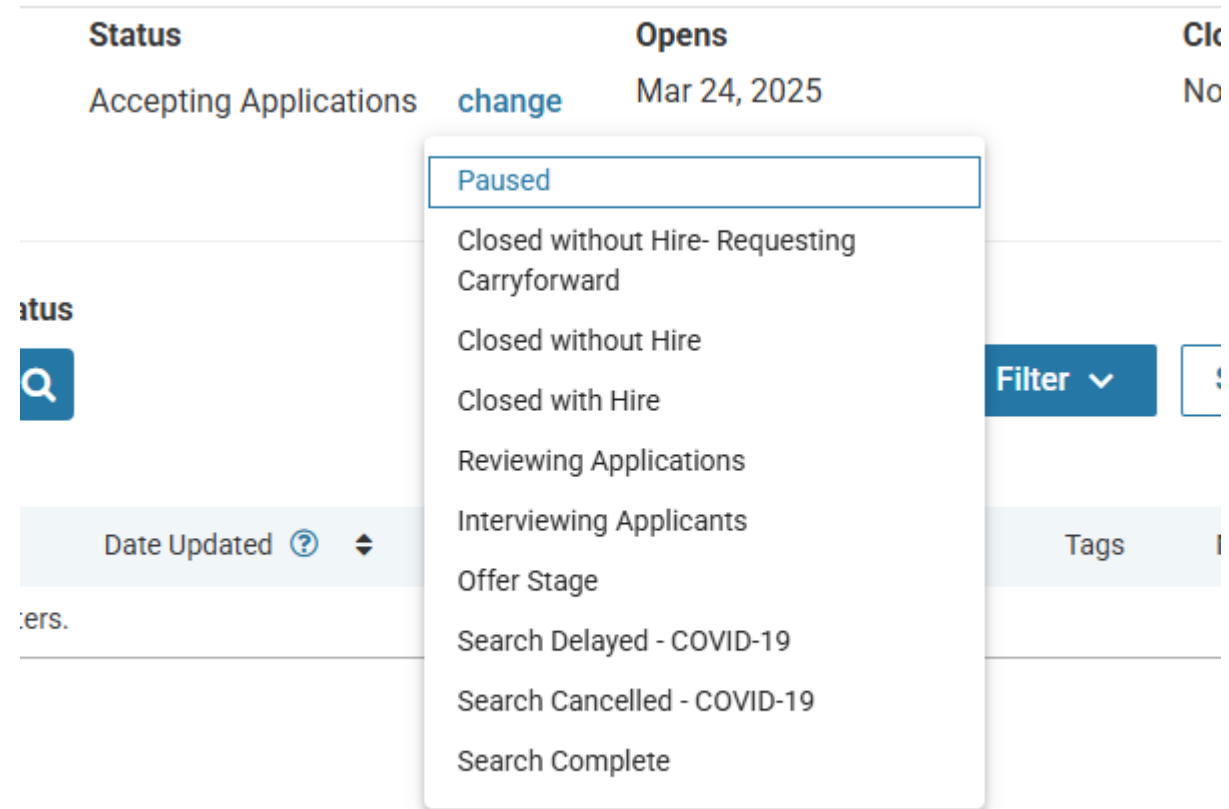 Status
Opens
Accepting Applications
change
Mar 24, 2025
Paused
Closed without Hire- Requesting
Carryforward
Closed without Hire
Closed with Hire
Filter
Reviewing Applications
Interviewing Applicants
Date Updated
Tags
Offer Stage
Search Delayed - COVID-19
Search Cancelled - COVID-19
Search Complete